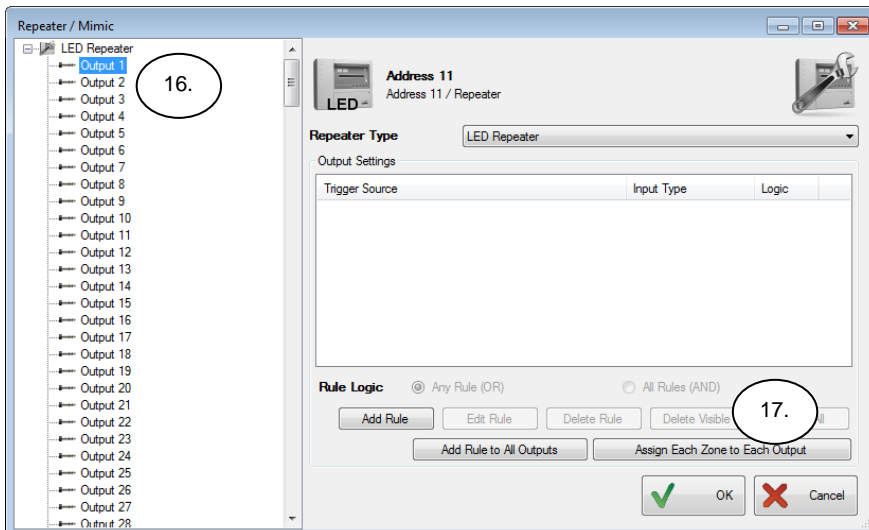 Repeater / Mimic
LED Repeater
Output 1
Output 2
Output 3
Output 4
Output 5
Output 6
Output 7
Output 8
Output 9
Output 10
Output 11
Output 12
Output 13
Output 14
Output 15
Output 16
Output 17
Output 18
Output 19
Output 20
Output 21
Output 22
Output 23
Output 24
Output 25
Output 26
Output 27
Output 28
16.
LED
Address 11
Address 11 / Repeater
Repeater Type
LED Repeater
Output Settings
Trigger Source Input Type Logic
Rule Logic Any Rule (OR) All Rules (AND)
Add Rule Edit Rule Delete Rule Delete Visible
17.
Add Rule to All Outputs Assign Each Zone to Each Output
OK Cancel